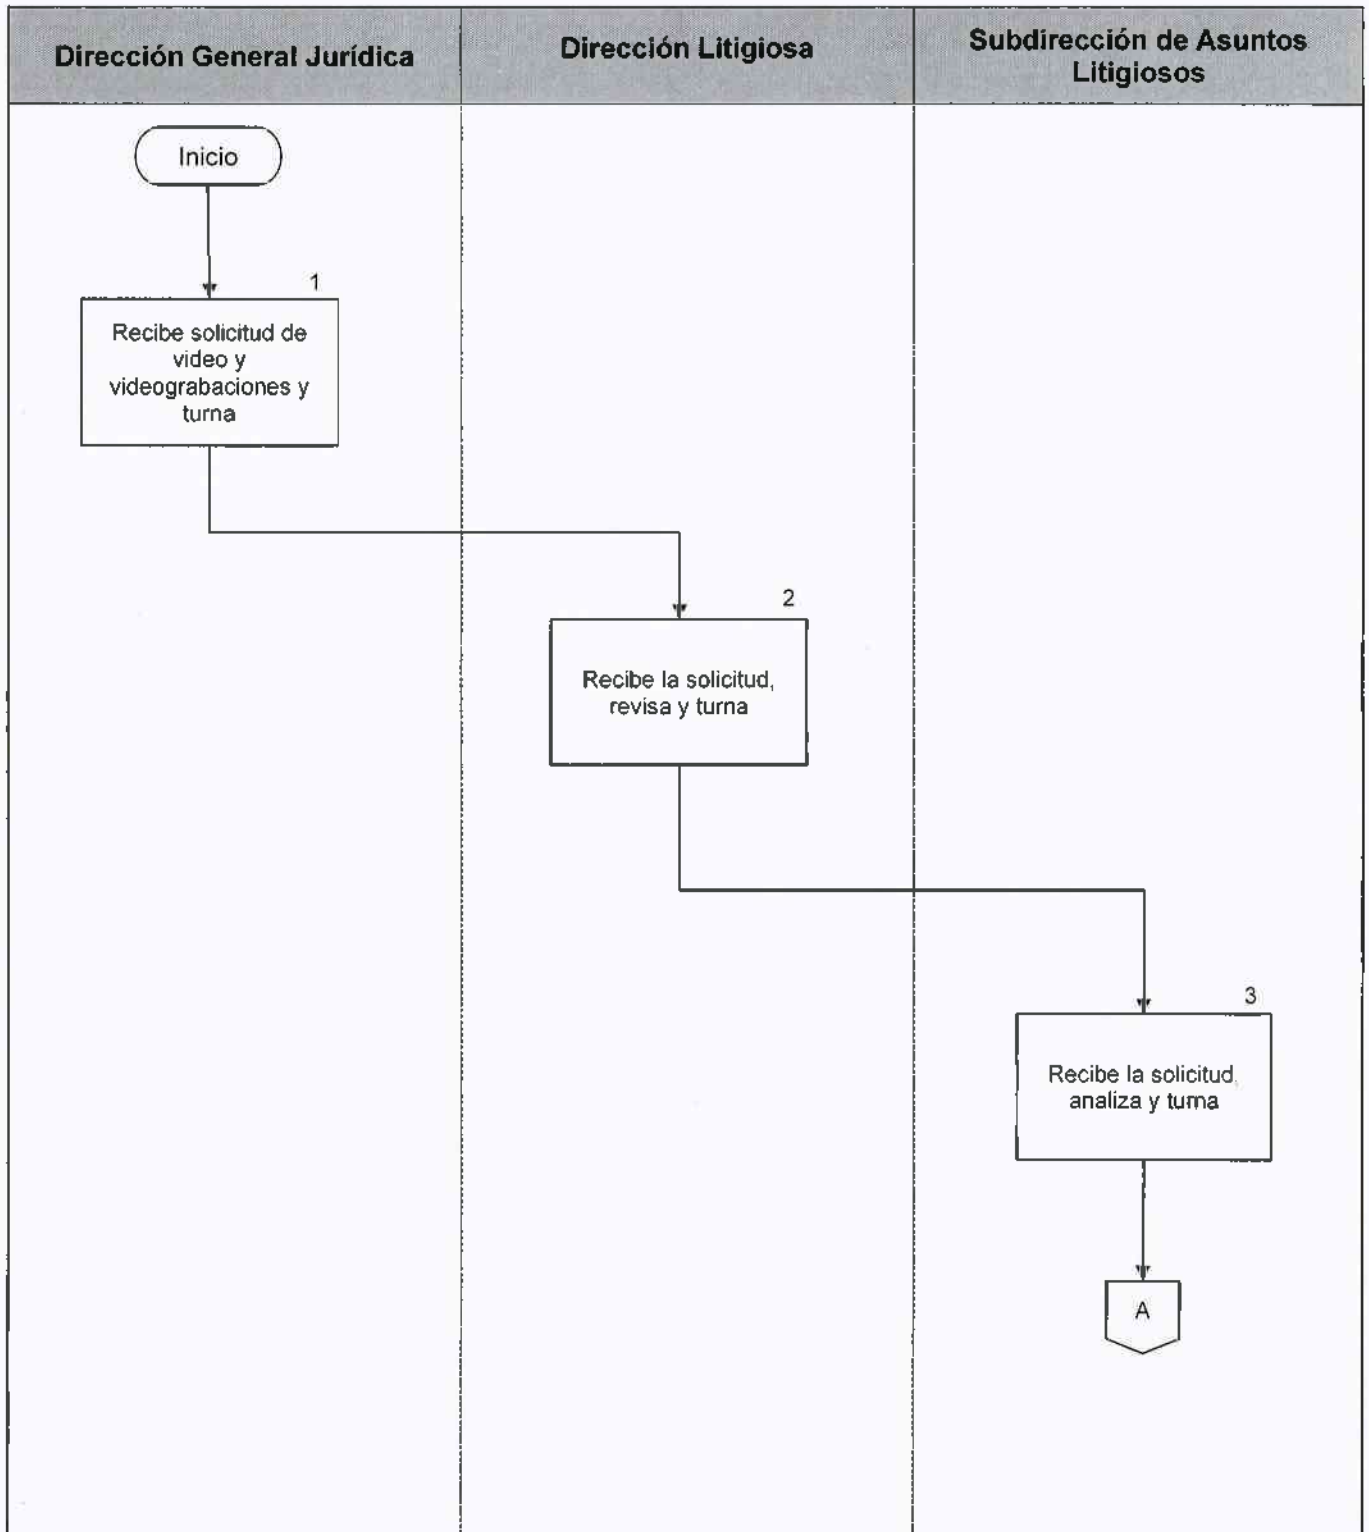 Dirección General Jurídica
Dirección Litigiosa
Subdirección de Asuntos
Litigiosos
Inicio
1
Recibe solicitud de
video y
videograbaciones y
turna
2
Recibe la solicitud,
revisa y turna
3
Recibe la solicitud,
analiza y turna
A